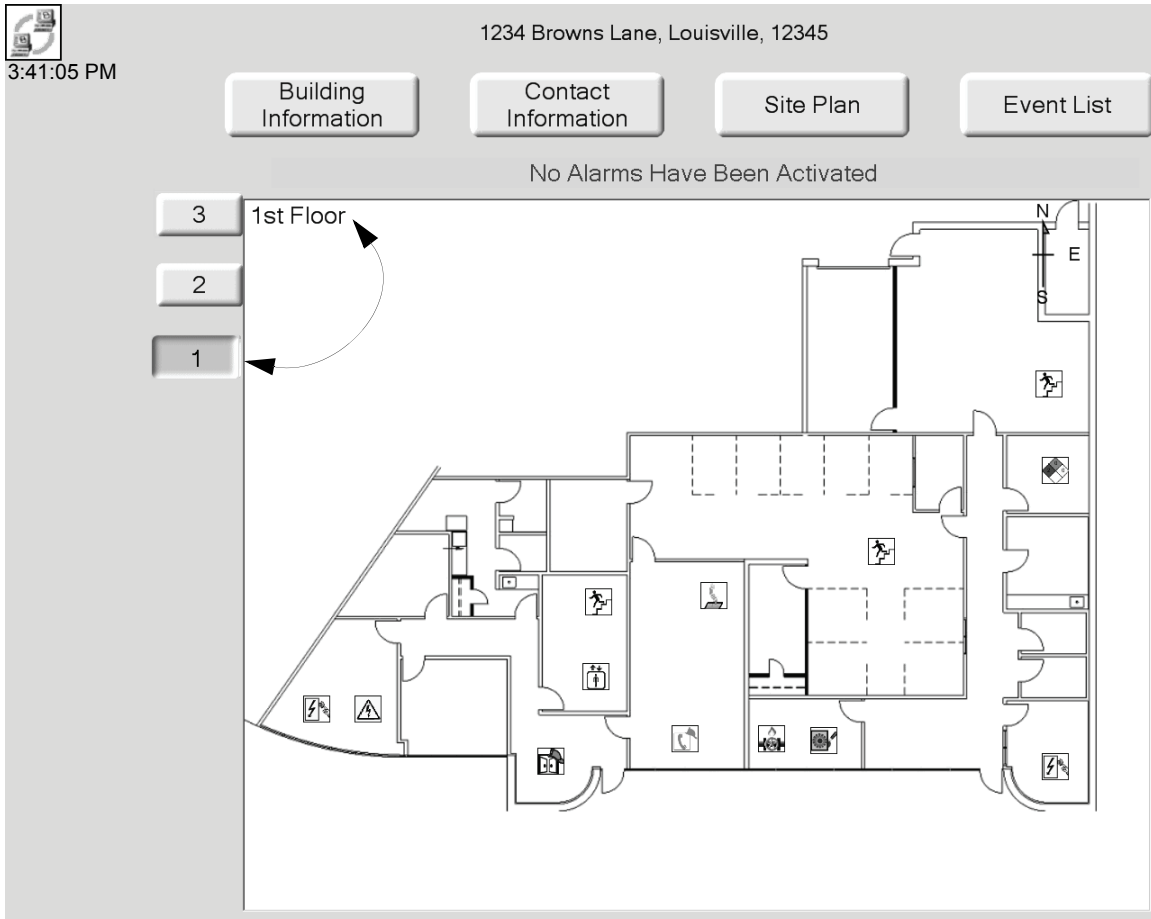 1234 Browns Lane, Louisville, 12345
3:41:05 PM
Building
Information
Contact
Information
Site Plan
Event List
No Alarms Have Been Activated
3
1st Floor
N
E
S
2
1